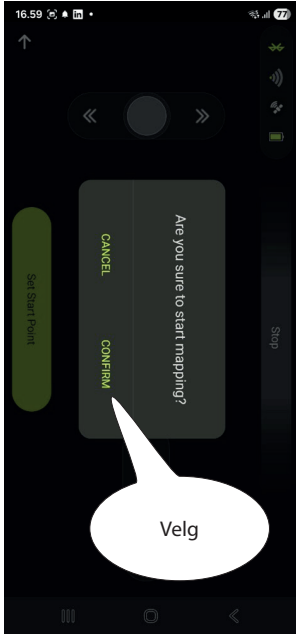 16.59
77
Stop
Are you sure to start mapping?
CANCEL
CONFIRM
Set Start Point
Velg